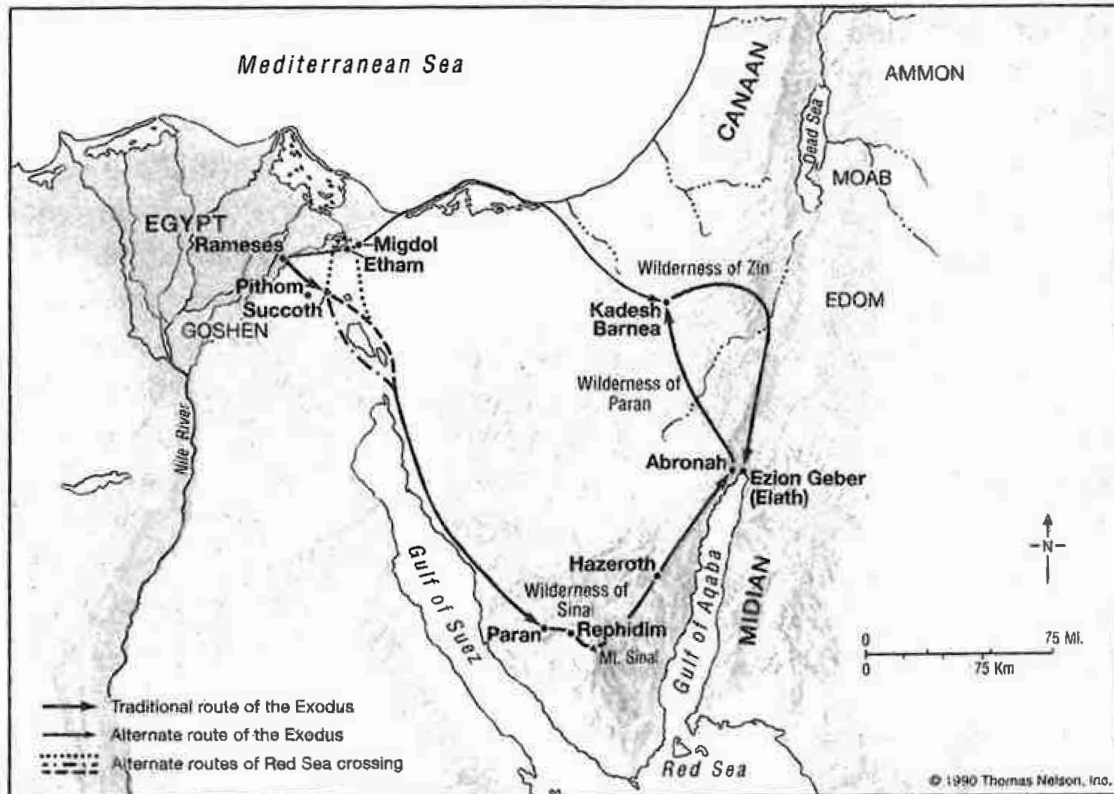 Mediterranean Sea
CANAAN
AMMON
Dead Sea
MOAB
EGYPT
Rameses
Migdol
Etham
Wilderness of Zin
EDOM
Pithom
Succoth
GOSHEN
Kadesh
Barnea
Wilderness of
Paran
Nile River
Abronah
Ezion Geber
(Elath)
N
Gulf of Suez
Hazeroth
Wilderness of
Sinai
Gulf of Aqaba
MIDIAN
Paran
Rephidim
Mt. Sinai
0 75 Mi.
0 75 Km
Traditional route of the Exodus
Alternate route of the Exodus
Alternate routes of Red Sea crossing
Red Sea
© 1990 Thomas Nelson, Inc.